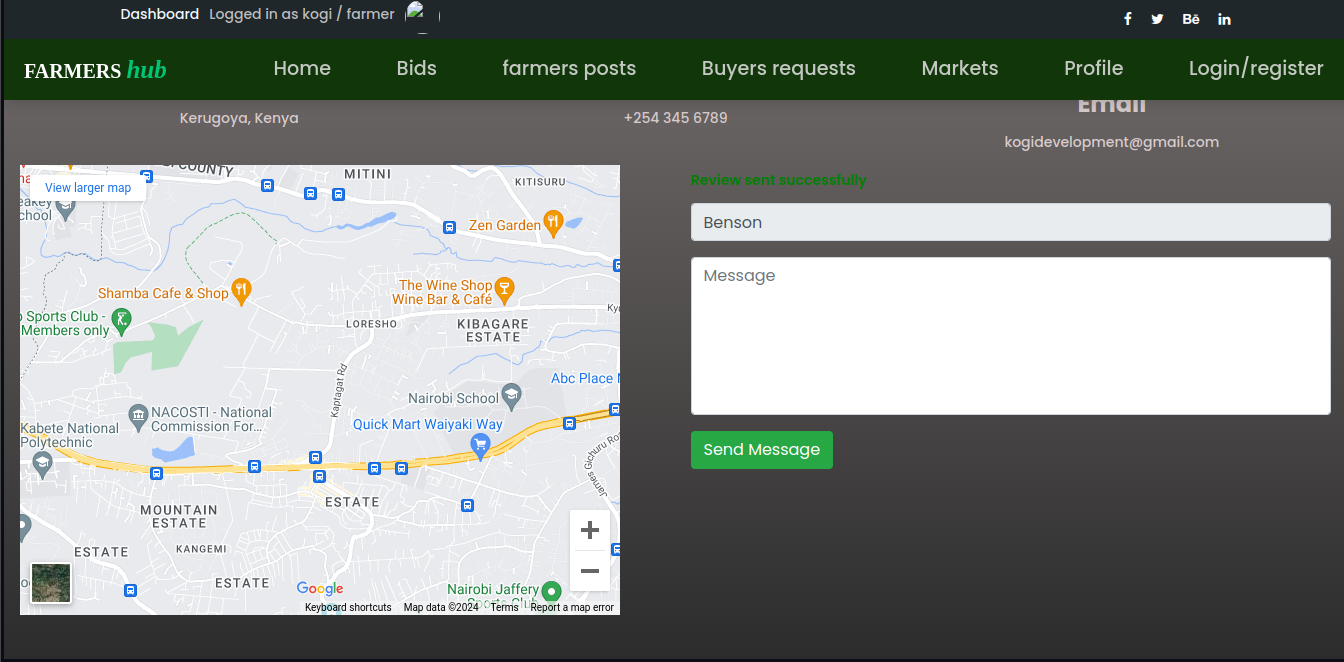 Dashboard Logged in as kogi / farmer
FARMERS hub
Home Bids farmers posts Buyers requests Markets Profile Login/register
Kerugoya, Kenya
+254 345 6789
Email
kogidevelopment@gmail.com
View larger map
COUNTY
MITINI
KITISURU
Zen Garden
Shamba Cafe & Shop
The Wine Shop
Wine Bar & Café
Sports Club -
Members only
LORESHO
KIBAGARE
ESTATE
Kaptagat Rd
Abc Place
Nairobi School
NACOSTI - National
Commission For...
Kabete National
Polytechnic
Quick Mart Waiyaki Way
James Gichuru Ro
ESTATE
MOUNTAIN
ESTATE
ESTATE
KANGEMI
ESTATE
Google
Nairobi Jaffery
Sports Club
Keyboard shortcuts Map data ©2024 Terms Report a map error
Review sent successfully
Benson
Message
Send Message